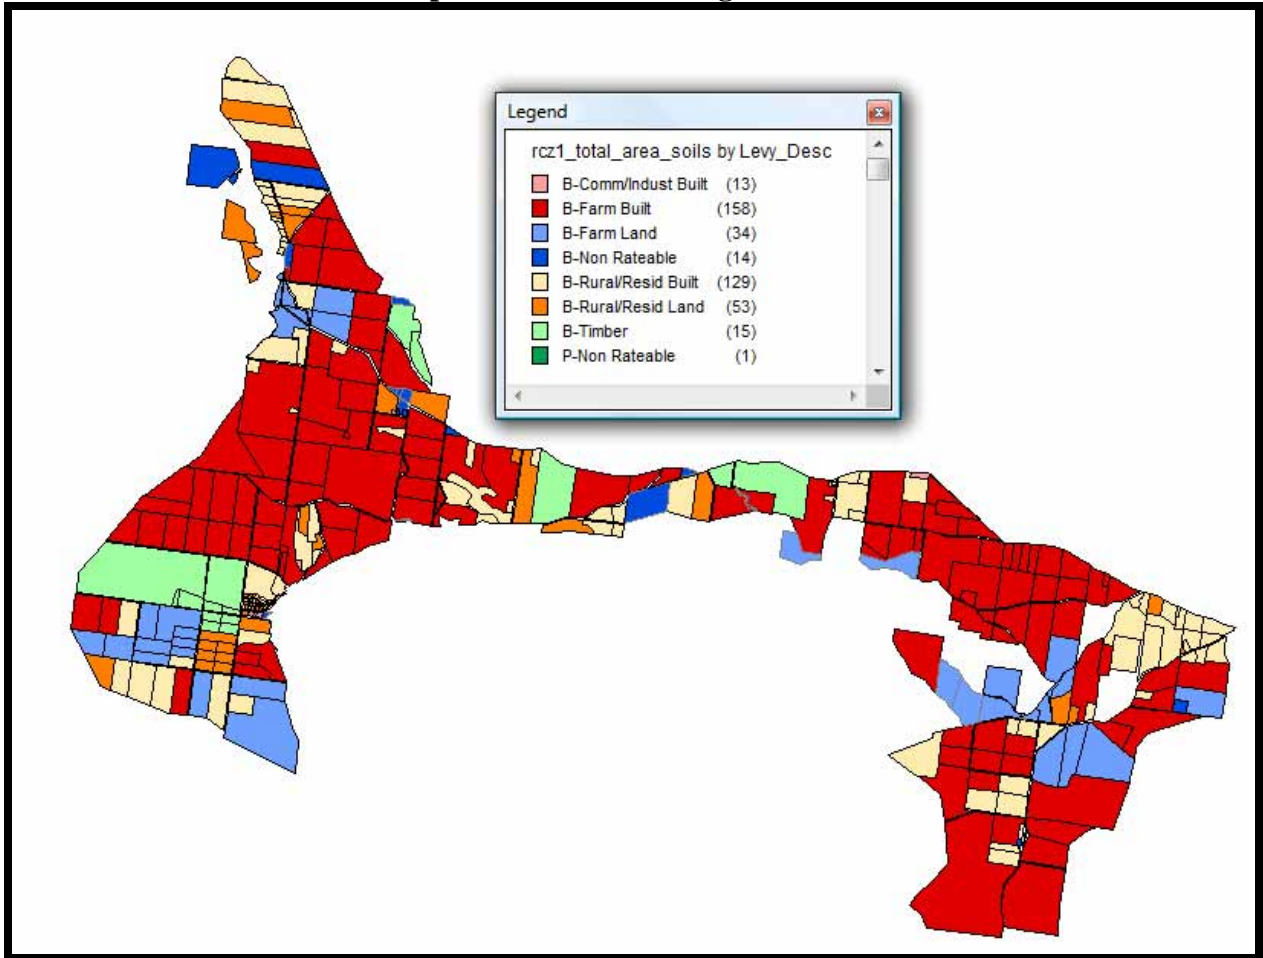 Legend
rcz1_total_area_soils by Levy_Desc
B-Comm/Indust Built (13)
B-Farm Built (158)
B-Farm Land (34)
B-Non Rateable (14)
B-Rural/Resid Built (129)
B-Rural/Resid Land (53)
B-Timber (15)
P-Non Rateable (1)